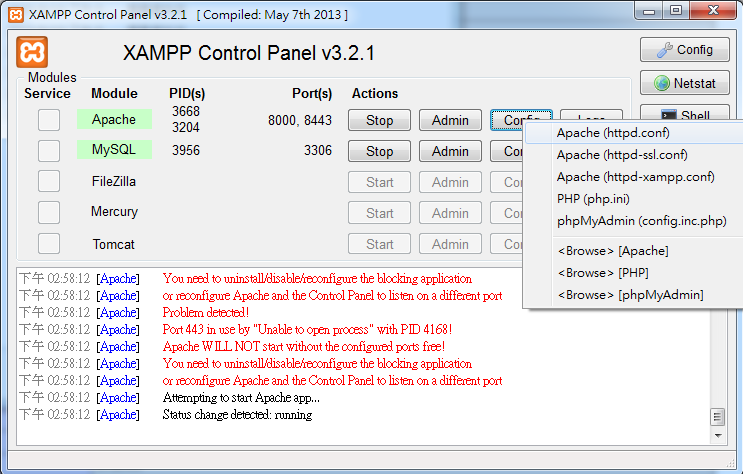 XAMPP Control Panel v3.2.1 [ Compiled: May 7th 2013 ]
XAMPP Control Panel v3.2.1
Config
Modules
Service Module PID(s) Port(s) Actions
Netstat
Apache 3668 3204 8000, 8443 Stop Admin Config Logs
Shell
MySQL 3956 3306 Stop Admin
FileZilla Start Admin
Mercury Start Admin
Tomcat Start Admin
Apache (httpd.conf)
Apache (httpd-ssl.conf)
Apache (httpd-xampp.conf)
PHP (php.ini)
phpMyAdmin (config.inc.php)
<Browse> [Apache]
<Browse> [PHP]
<Browse> [phpMyAdmin]
下午 02:58:12 [Apache] You need to uninstall/disable/reconfigure the blocking application
下午 02:58:12 [Apache] or reconfigure Apache and the Control Panel to listen on a different port
下午 02:58:12 [Apache] Problem detected!
下午 02:58:12 [Apache] Port 443 in use by "Unable to open process" with PID 4168!
下午 02:58:12 [Apache] Apache WILL NOT start without the configured ports free!
下午 02:58:12 [Apache] You need to uninstall/disable/reconfigure the blocking application
下午 02:58:12 [Apache] or reconfigure Apache and the Control Panel to listen on a different port
下午 02:58:12 [Apache] Attempting to start Apache app...
下午 02:58:12 [Apache] Status change detected: running